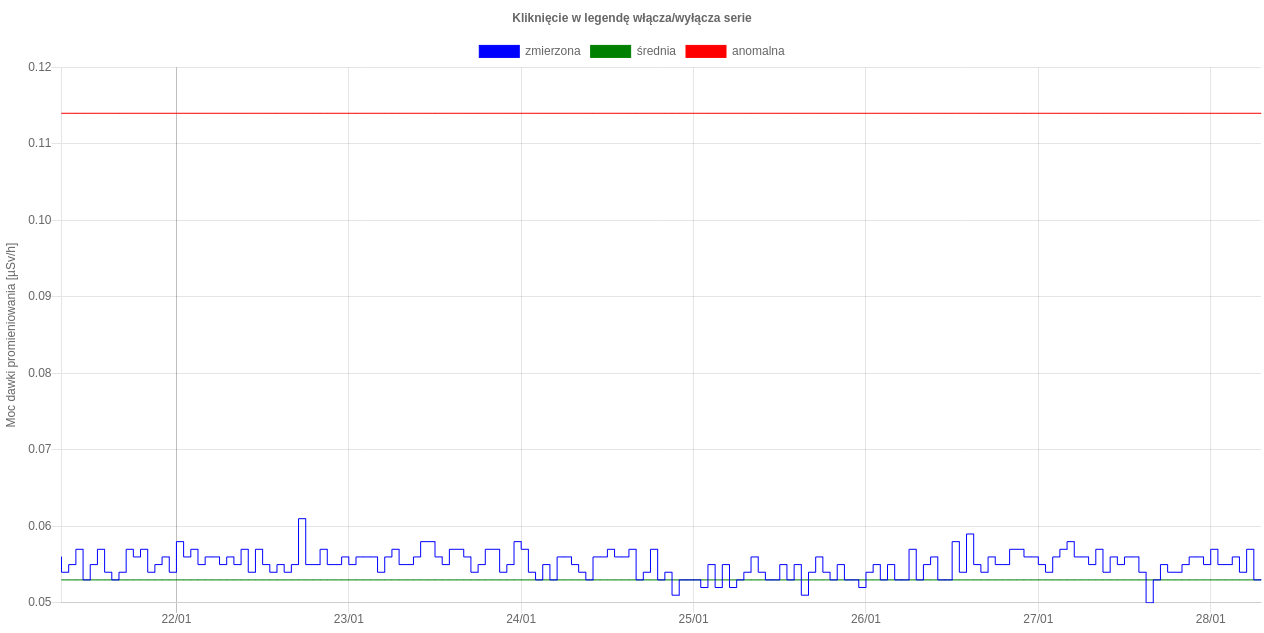 Kliknięcie w legendę włącza/wyłącza serie
zmierzona średnia anomalna
0.12
0.11
0.10
0.09
0.08
0.07
0.06
0.05
Moc dawki promieniowania [µSv/h]
22/01 23/01 24/01 25/01 26/01 27/01 28/01